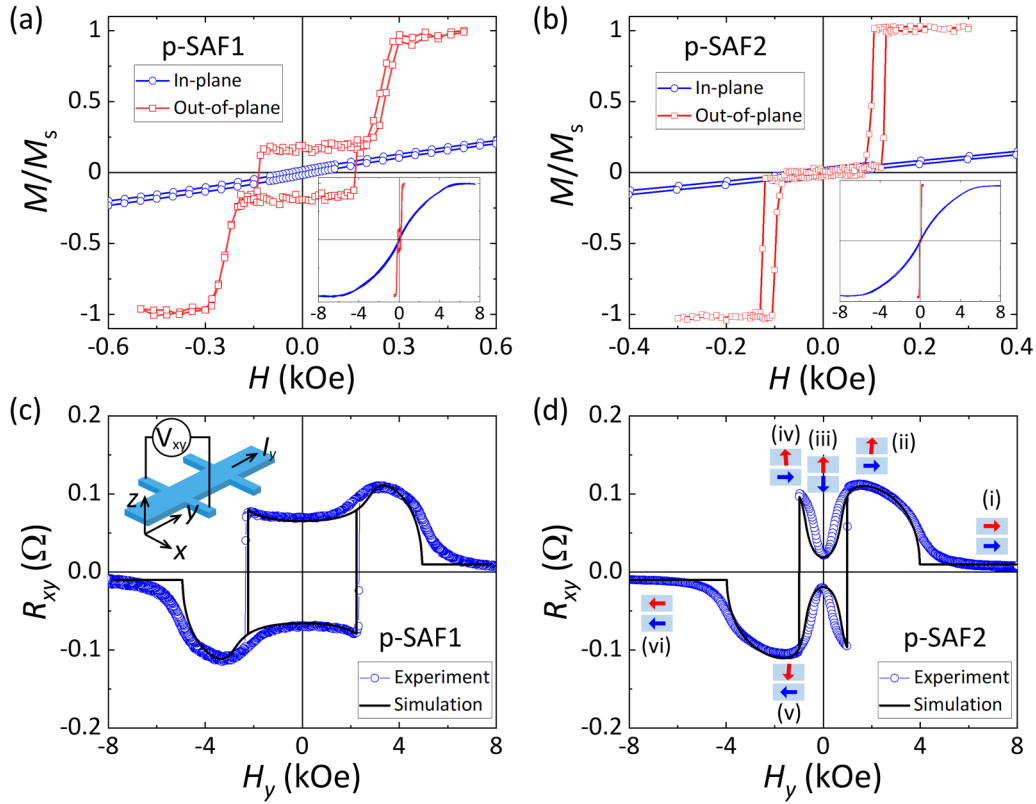 (a)
p-SAF1
In-plane
Out-of-plane
M/Ms
1
0.5
0
-0.5
-1
-8 -4 0 4 8
-0.6 -0.3 0.0 0.3 0.6
H (kOe)
(b)
p-SAF2
In-plane
Out-of-plane
M/Ms
1
0.5
0
-0.5
-1
-8 -4 0 4 8
-0.4 -0.2 0.0 0.2 0.4
H (kOe)
(c)
Vxy
Iy
z
y
x
Rxy (Ω)
0.2
0.1
0.0
-0.1
-0.2
p-SAF1
Experiment
Simulation
-8 -4 0 4 8
Hy (kOe)
(d)
(iv) (iii) (ii)
(i)
(vi)
(v)
Rxy (Ω)
0.2
0.1
0.0
-0.1
-0.2
p-SAF2
Experiment
Simulation
-8 -4 0 4 8
Hy (kOe)